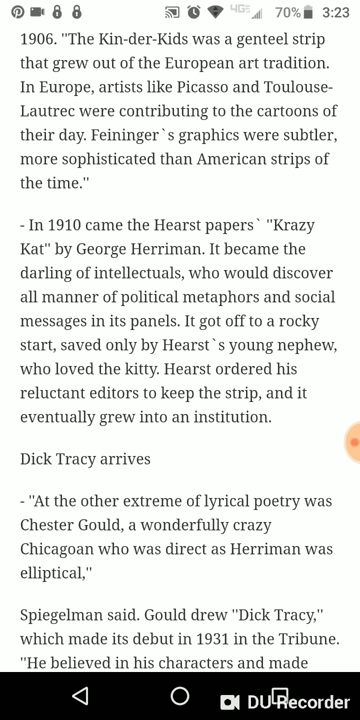 4G 70% 3:23
1906. "The Kin-der-Kids was a genteel strip
that grew out of the European art tradition.
In Europe, artists like Picasso and Toulouse-
Lautrec were contributing to the cartoons of
their day. Feininger`s graphics were subtler,
more sophisticated than American strips of
the time."
- In 1910 came the Hearst papers` "Krazy
Kat" by George Herriman. It became the
darling of intellectuals, who would discover
all manner of political metaphors and social
messages in its panels. It got off to a rocky
start, saved only by Hearst`s young nephew,
who loved the kitty. Hearst ordered his
reluctant editors to keep the strip, and it
eventually grew into an institution.
Dick Tracy arrives
- "At the other extreme of lyrical poetry was
Chester Gould, a wonderfully crazy
Chicagoan who was direct as Herriman was
elliptical,"
Spiegelman said. Gould drew "Dick Tracy,"
which made its debut in 1931 in the Tribune.
"He believed in his characters and made
DU Recorder